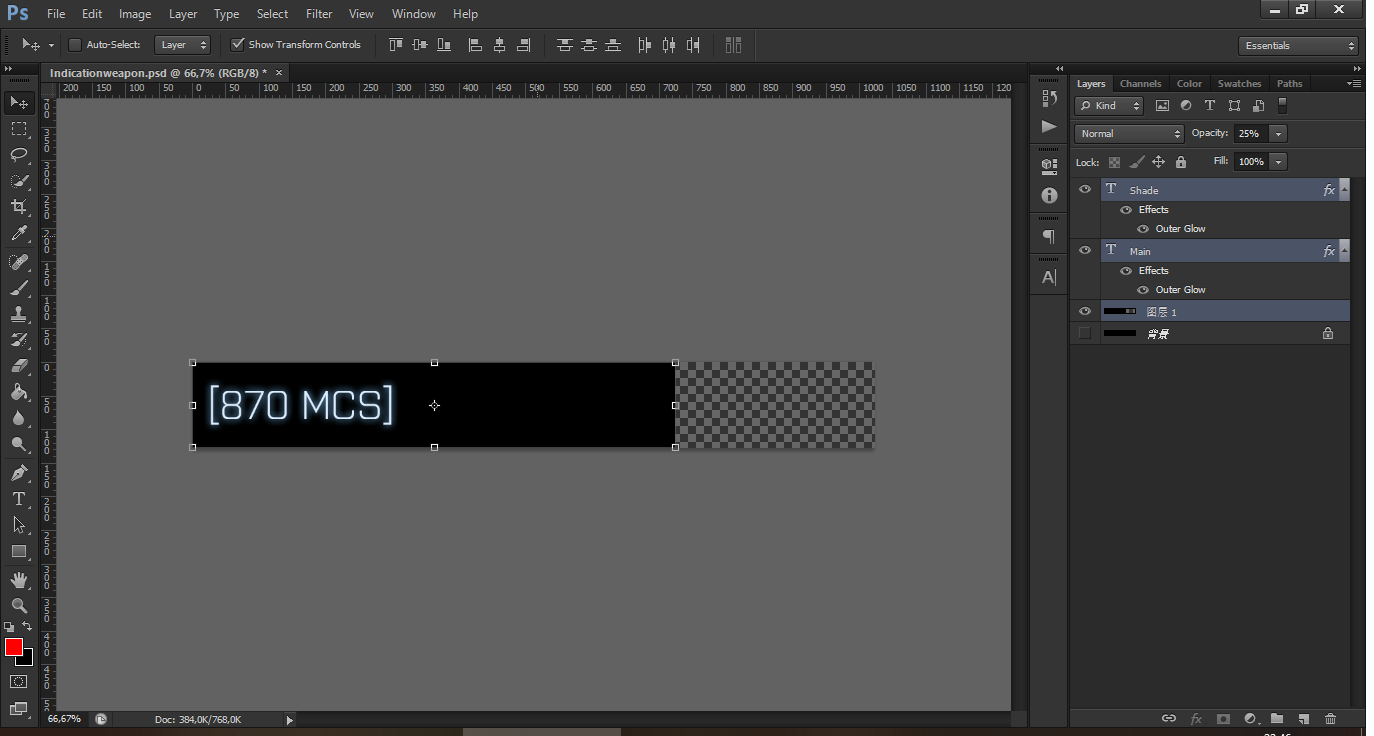 Ps File Edit Image Layer Type Select Filter View Window Help
Auto-Select: Layer Show Transform Controls Essentials
Indicationweapon.psd @ 66,7% (RGB/8) * ×
200 150 100 50 0 50 100 150 200 250 300 350 400 450 500 550 600 650 700 750 800 850 900 950 1000 1050 1100 1150 120
Layers Channels Color Swatches Paths
Kind
Normal Opacity: 25%
Lock: Fill: 100%
T Shade fx
Effects
Outer Glow
T Main fx
Effects
Outer Glow
图层 1
背景
[870 MCS]
66,67% Doc: 384,0K/768,0K